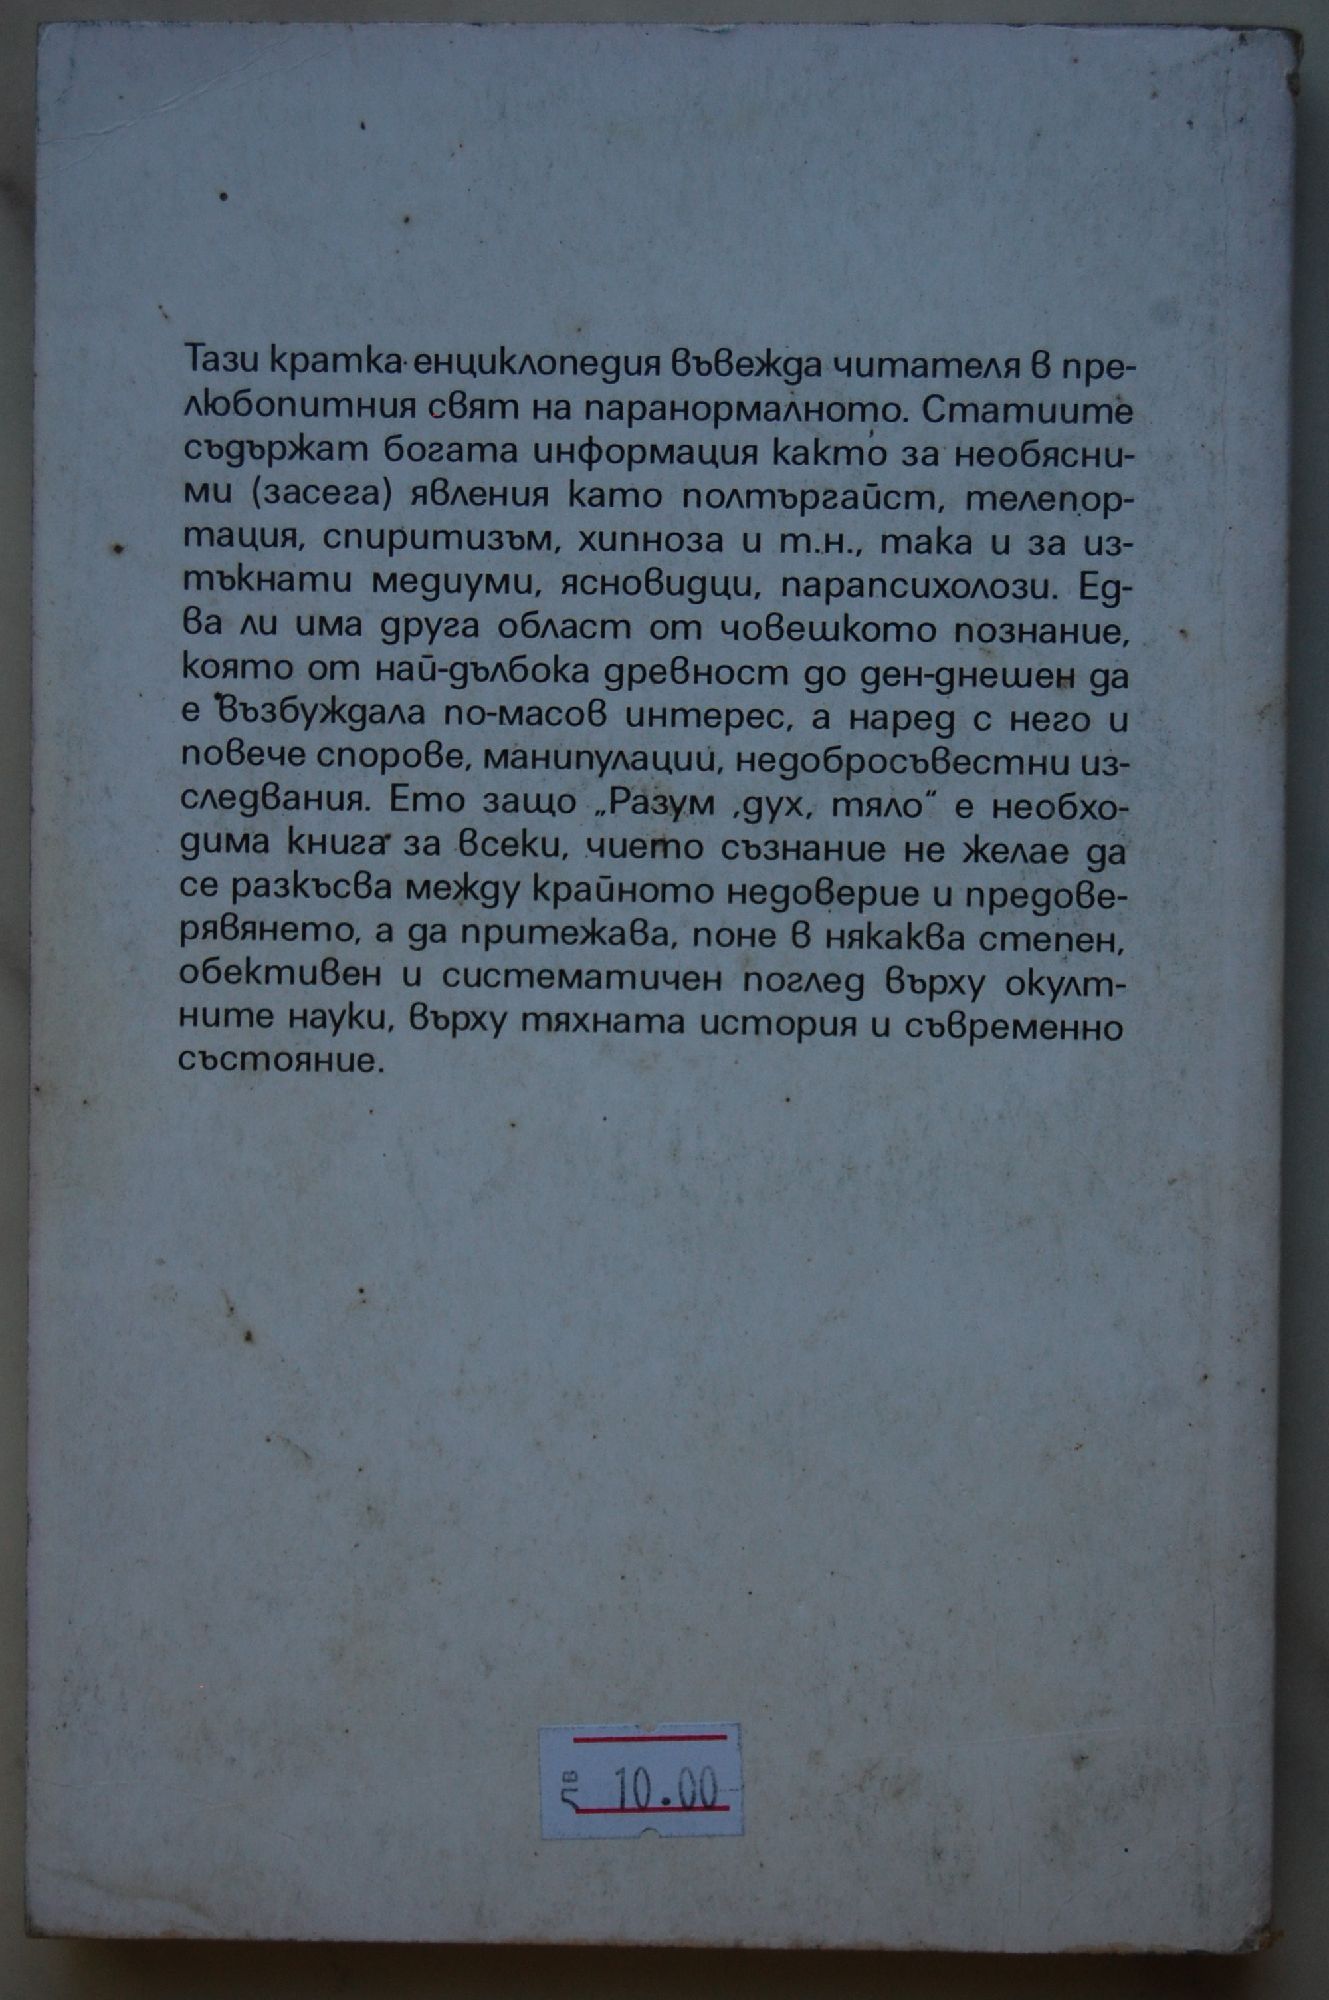 Тази кратка енциклопедия въвежда читателя в пре-
любопитния свят на паранормалното. Статиите
съдържат богата информация както за необясни-
ми (засега) явления като полтъргайст, телепор-
тация, спиритизъм, хипноза и т.н., така и за из-
тъкнати медиуми, ясновидци, парапсихолози. Ед-
ва ли има друга област от човешкото познание,
която от най-дълбока древност до ден-днешен да
е възбуждала по-масов интерес, а наред с него и
повече спорове, манипулации, недобросъвестни из-
следвания. Ето защо „Разум ,дух, тяло“ е необхо-
дима книга за всеки, чието съзнание не желае да
се разкъсва между крайното недоверие и предове-
рявянето, а да притежава, поне в някаква степен,
обективен и систематичен поглед върху окулт-
ните науки, върху тяхната история и съвременно
състояние.
лв 10.00